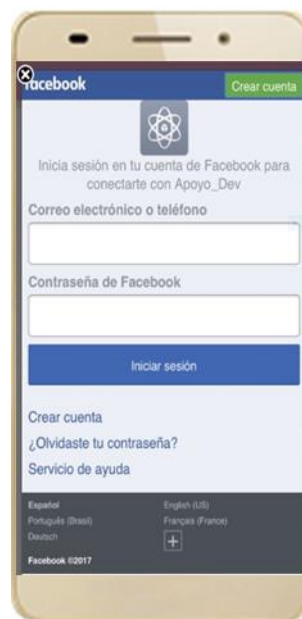 facebook
Crear cuenta
Inicia sesión en tu cuenta de Facebook para
conectarte con Apoyo_Dev
Correo electrónico o teléfono
Contraseña de Facebook
Iniciar sesión
Crear cuenta
¿Olvidaste tu contraseña?
Servicio de ayuda
Español
English (US)
Português (Brasil)
Français (France)
Deutsch
Facebook ©2017